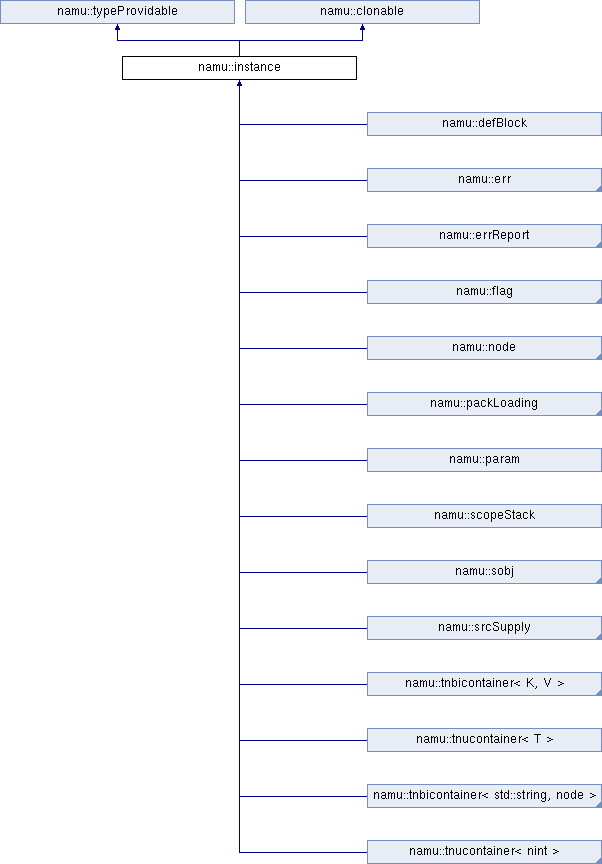 namu::typeProvidable
namu::clonable
namu::instance
namu::defBlock
namu::err
namu::errReport
namu::flag
namu::node
namu::packLoading
namu::param
namu::scopeStack
namu::sobj
namu::srcSupply
namu::tnbicontainer< K, V >
namu::tnucontainer< T >
namu::tnbicontainer< std::string, node >
namu::tnucontainer< nint >